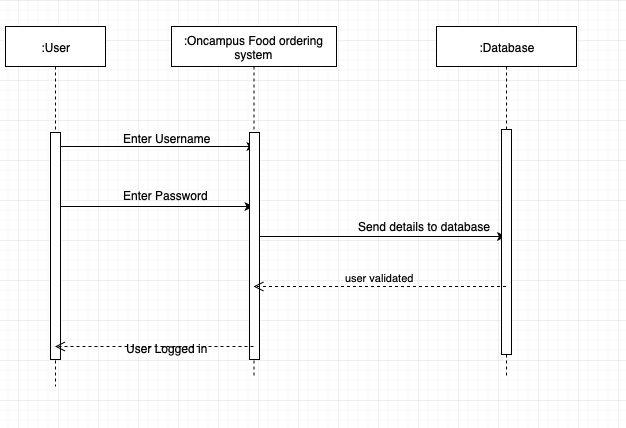 :User
:Oncampus Food ordering
system
:Database
Enter Username
Enter Password
Send details to database
user validated
User Logged in